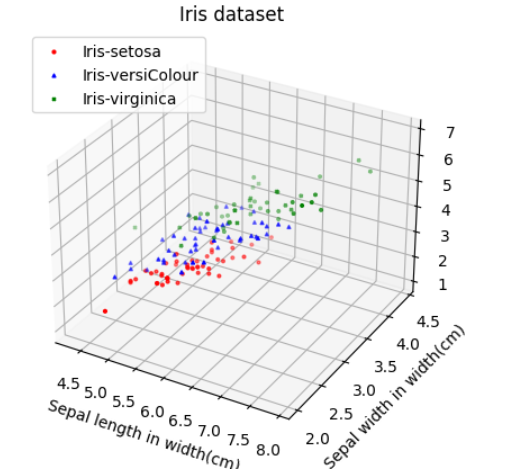 Iris dataset
Iris-setosa
Iris-versiColour
Iris-virginica
7
6
5
4
3
2
1
4.5
4.0
3.5
3.0
2.5
2.0
4.5 5.0 5.5 6.0 6.5 7.0 7.5 8.0
Sepal length in width(cm)
Sepal width in width(cm)